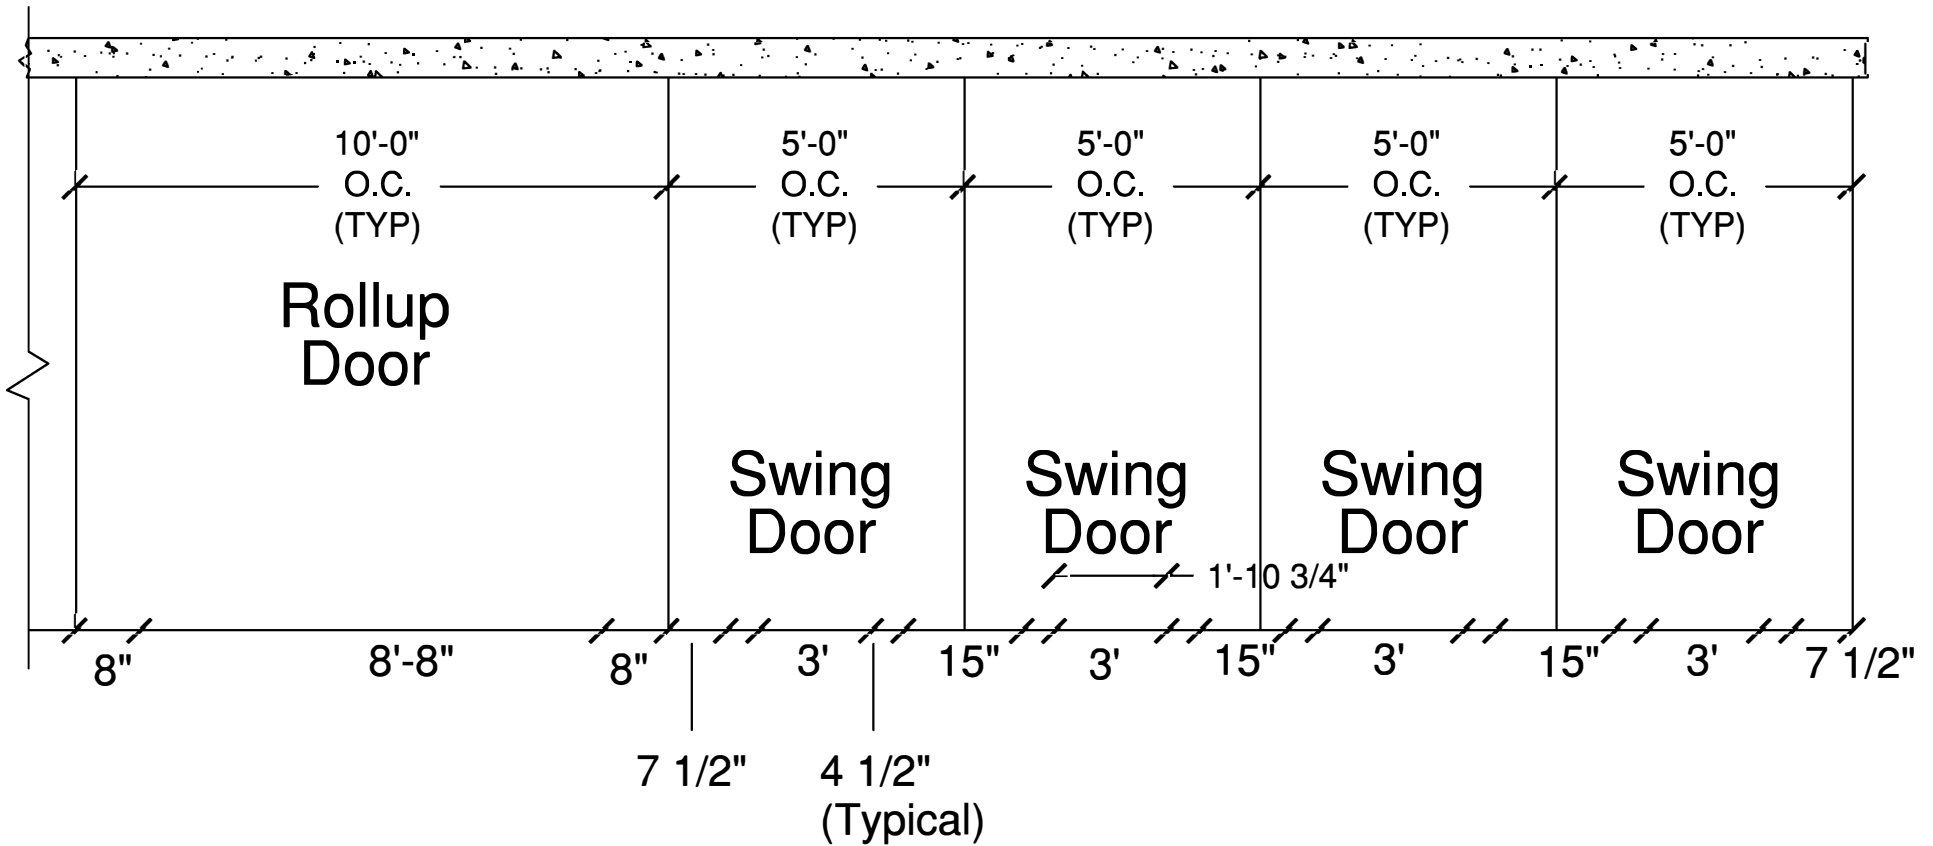 10'-0" 5'-0" 5'-0" 5'-0" 5'-0"
O.C. O.C. O.C. O.C. O.C.
(TYP) (TYP) (TYP) (TYP) (TYP)
Rollup
Door
Swing Swing Swing Swing
Door Door Door Door
1'-10 3/4"
8" 8'-8" 8" 3' 15" 3' 15" 3' 15" 3' 7 1/2"
7 1/2" 4 1/2"
(Typical)